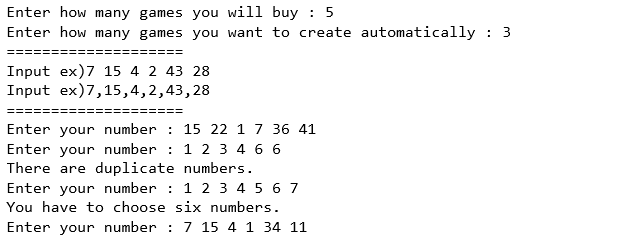 Enter how many games you will buy : 5
Enter how many games you want to create automatically : 3
====================
Input ex)7 15 4 2 43 28
Input ex)7,15,4,2,43,28
====================
Enter your number : 15 22 1 7 36 41
Enter your number : 1 2 3 4 6 6
There are duplicate numbers.
Enter your number : 1 2 3 4 5 6 7
You have to choose six numbers.
Enter your number : 7 15 4 1 34 11